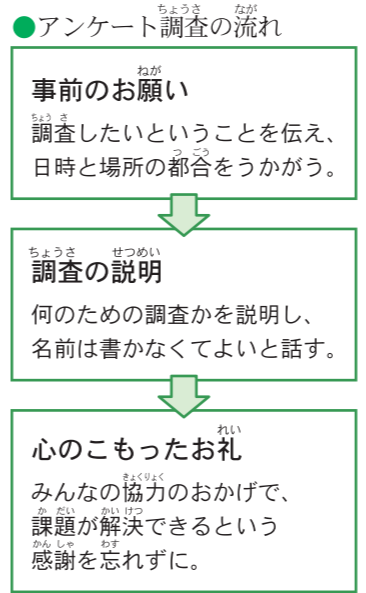 ●アンケート調査の流れ
事前のお願い
調査したいということを伝え、
日時と場所の都合をうかがう。
調査の説明
何のための調査かを説明し、
名前は書かなくてよいと話す。
心のこもったお礼
みんなの協力のおかげで、
課題が解決できるという
感謝を忘れずに。